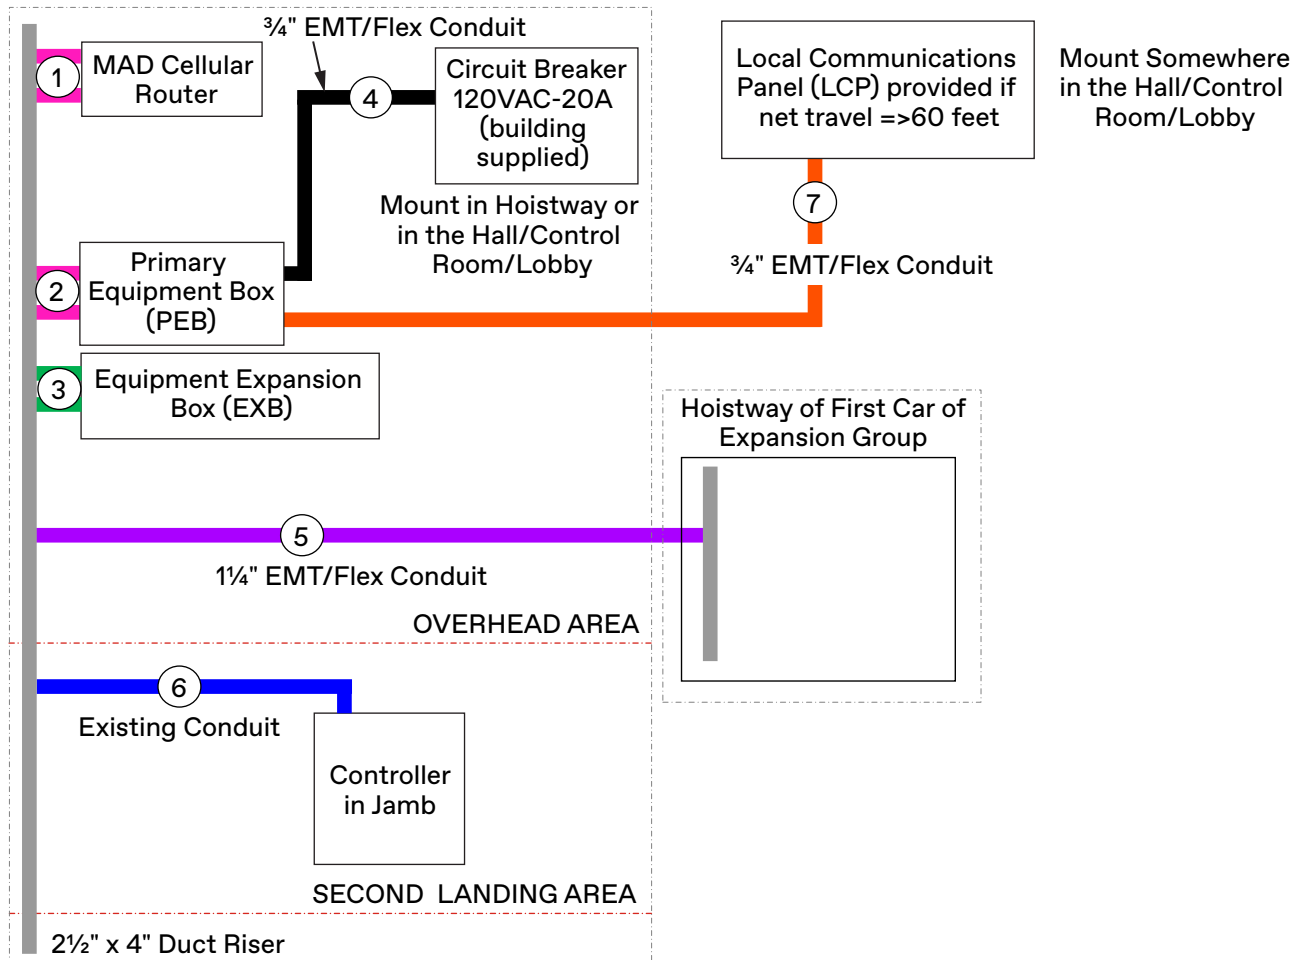 ¾" EMT/Flex Conduit
1
MAD Cellular
Router
4
Circuit Breaker
120VAC-20A
(building
supplied)
Mount in Hoistway or
in the Hall/Control
Room/Lobby
Local Communications
Panel (LCP) provided if
net travel =>60 feet
Mount Somewhere
in the Hall/Control
Room/Lobby
7
¾" EMT/Flex Conduit
2
Primary
Equipment Box
(PEB)
3
Equipment Expansion
Box (EXB)
Hoistway of First Car of
Expansion Group
5
1¼" EMT/Flex Conduit
OVERHEAD AREA
6
Existing Conduit
Controller
in Jamb
SECOND LANDING AREA
2½" x 4" Duct Riser